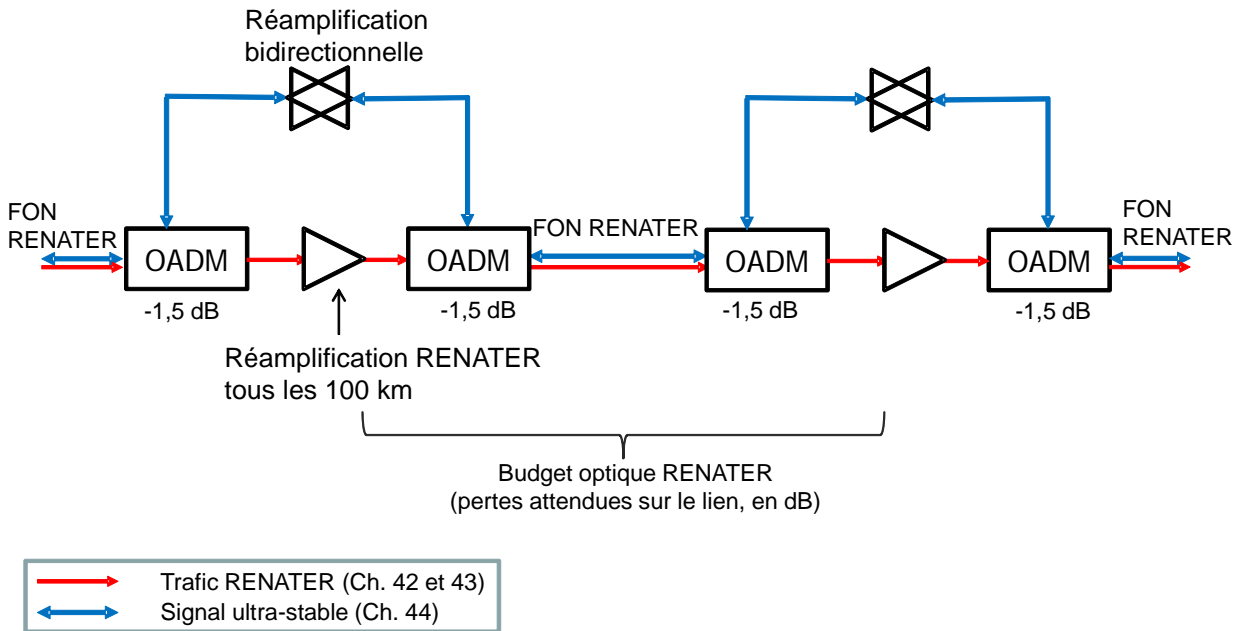 Réamplification
bidirectionnelle
FON
RENATER
OADM
-1,5 dB
OADM
-1,5 dB
FON RENATER
OADM
-1,5 dB
OADM
-1,5 dB
FON
RENATER
Réamplification RENATER
tous les 100 km
Budget optique RENATER
(pertes attendues sur le lien, en dB)
Trafic RENATER (Ch. 42 et 43)
Signal ultra-stable (Ch. 44)